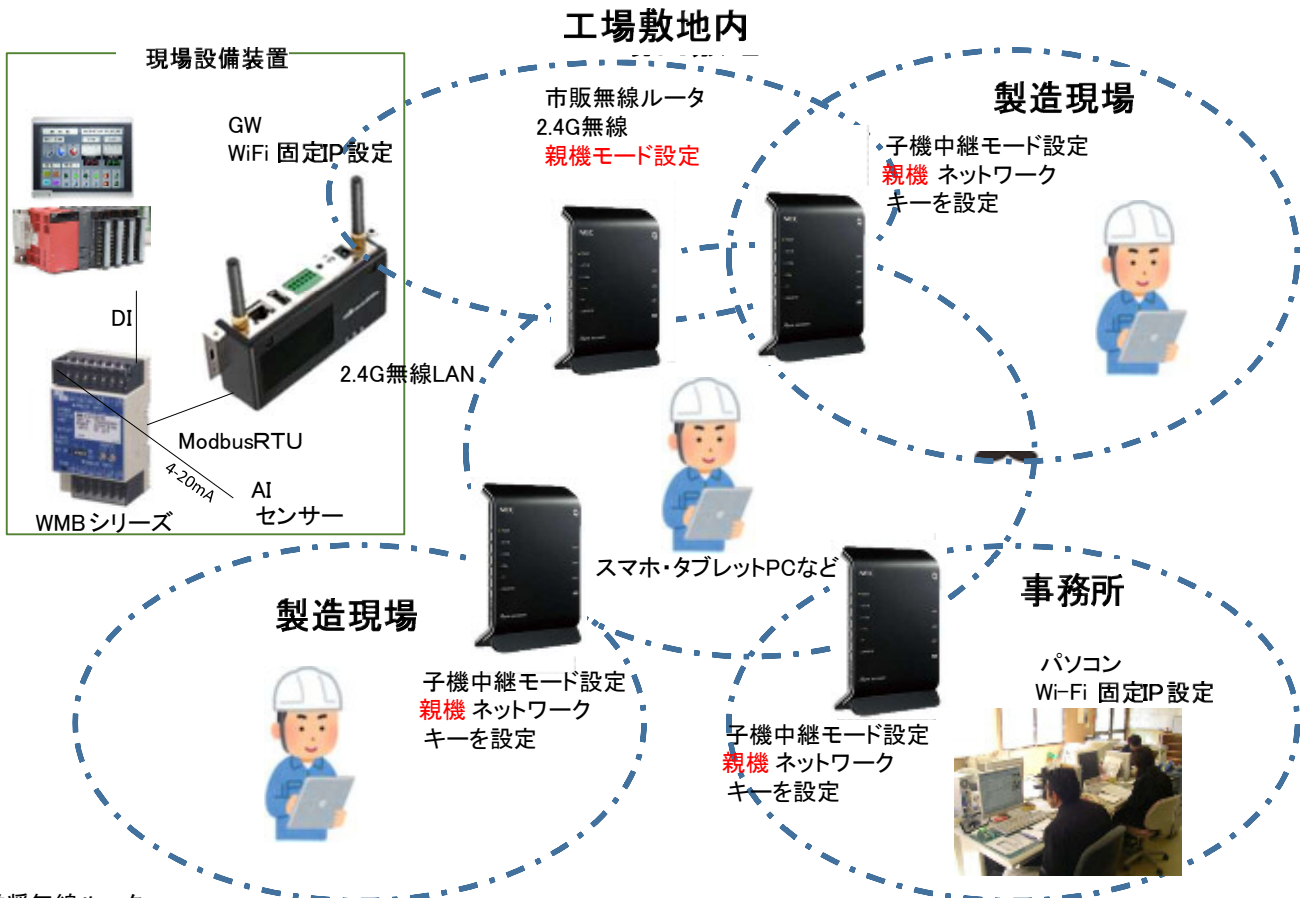 工場敷地内
現場設備装置
GW
WiFi 固定IP設定
DI
2.4G無線LAN
ModbusRTU
4-20mA
AI
センサー
WMBシリーズ
市販無線ルータ
2.4G無線
親機モード設定
NEC
NEC
製造現場
子機中継モード設定
親機 ネットワーク
キーを設定
スマホ・タブレットPCなど
製造現場
NEC
子機中継モード設定
親機 ネットワーク
キーを設定
NEC
子機中継モード設定
親機 ネットワーク
キーを設定
事務所
パソコン
Wi-Fi 固定IP設定